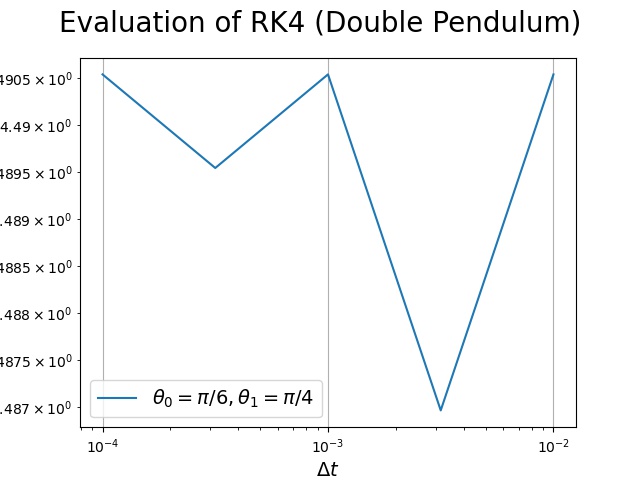 Evaluation of RK4 (Double Pendulum)
4905 × 10⁰
4.49 × 10⁰
4895 × 10⁰
.489 × 10⁰
4885 × 10⁰
.488 × 10⁰
4875 × 10⁰
.487 × 10⁰
θ₀ = π/6, θ₁ = π/4
10⁻⁴ 10⁻³ 10⁻²
Δt